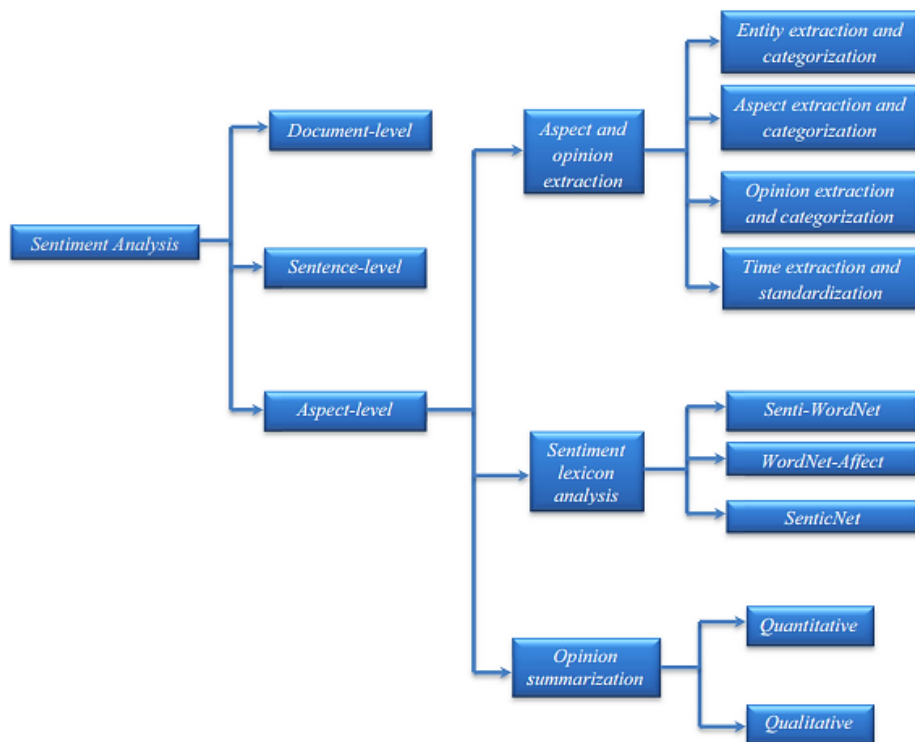 Sentiment Analysis
Document-level
Sentence-level
Aspect-level
Aspect and
opinion
extraction
Entity extraction and
categorization
Aspect extraction and
categorization
Opinion extraction
and categorization
Time extraction and
standardization
Sentiment
lexicon
analysis
Senti-WordNet
WordNet-Affect
SenticNet
Opinion
summarization
Quantitative
Qualitative